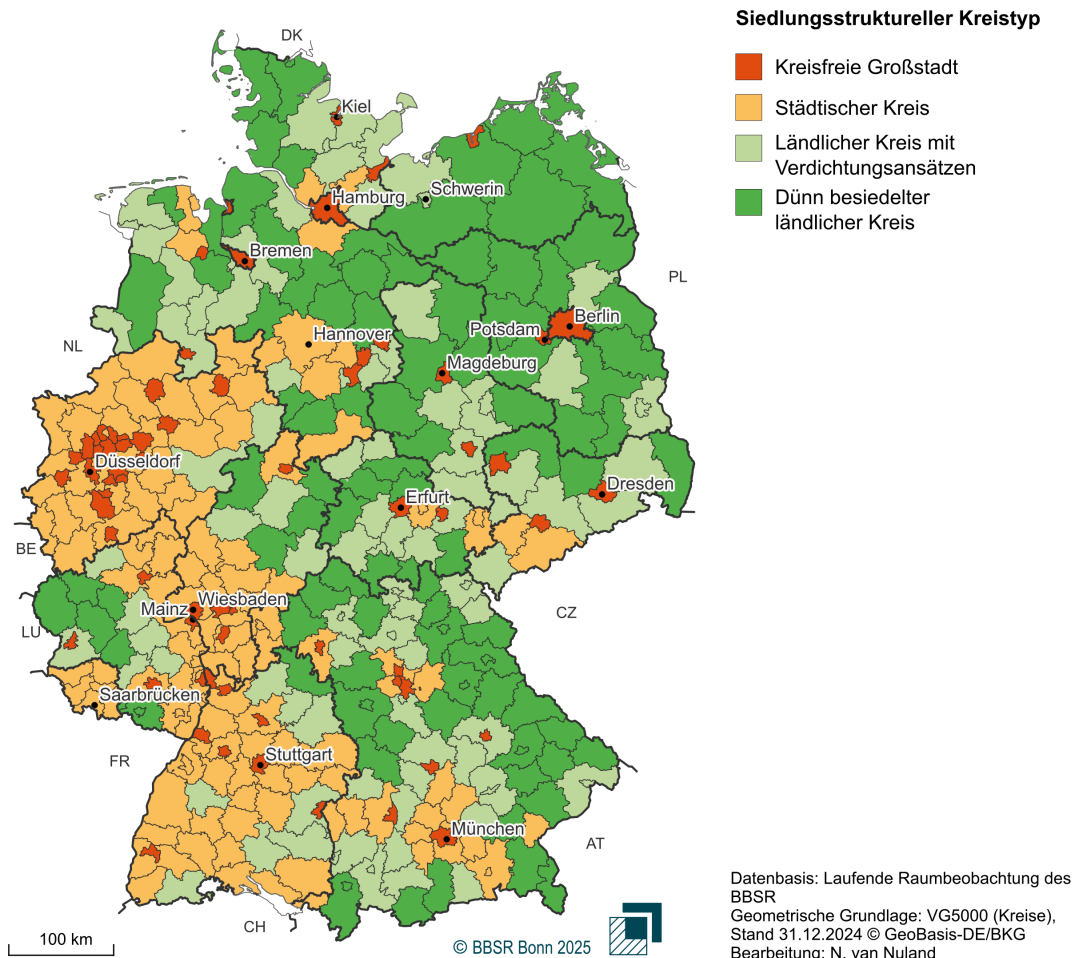 Siedlungsstruktureller Kreistyp
Kreisfreie Großstadt
Städtischer Kreis
Ländlicher Kreis mit
Verdichtungsansätzen
Dünn besiedelter
ländlicher Kreis
DK
Kiel
Schwerin
Hamburg
Bremen
PL
Berlin
Potsdam
Hannover
NL
Magdeburg
Düsseldorf
Dresden
Erfurt
BE
Wiesbaden
Mainz
CZ
LU
Saarbrücken
FR
Stuttgart
München
AT
CH
100 km
© BBSR Bonn 2025
Datenbasis: Laufende Raumbeobachtung des
BBSR
Geometrische Grundlage: VG5000 (Kreise),
Stand 31.12.2024 © GeoBasis-DE/BKG
Bearbeitung: N. van Nuland